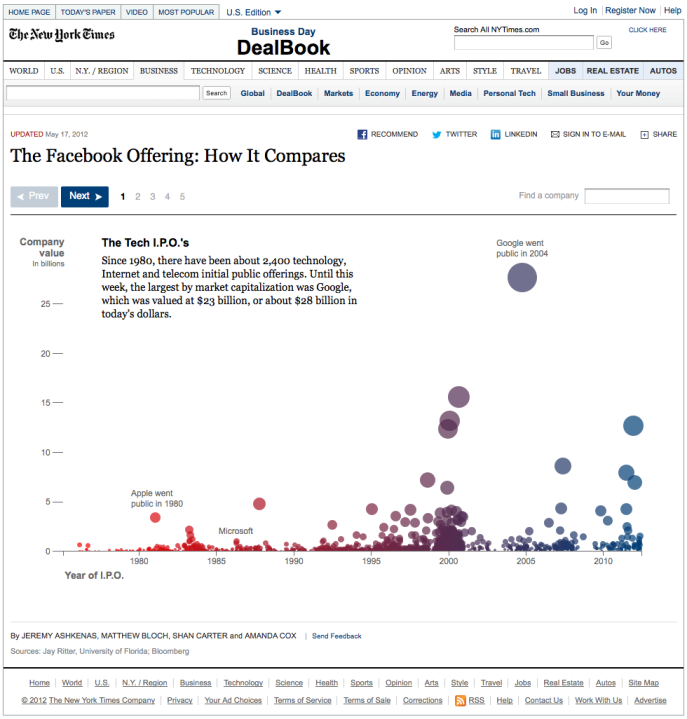 HOME PAGE TODAY'S PAPER VIDEO MOST POPULAR U.S. Edition
Log In Register Now Help
The New York Times
Business Day
DealBook
Search All NYTimes.com
Go
CLICK HERE
WORLD U.S. N.Y. / REGION BUSINESS TECHNOLOGY SCIENCE HEALTH SPORTS OPINION ARTS STYLE TRAVEL JOBS REAL ESTATE AUTOS
Search Global DealBook Markets Economy Energy Media Personal Tech Small Business Your Money
UPDATED May 17, 2012
RECOMMEND TWITTER LINKEDIN SIGN IN TO E-MAIL SHARE
The Facebook Offering: How It Compares
Prev Next 1 2 3 4 5
Find a company
Company
value
In billions
The Tech I.P.O.'s
Since 1980, there have been about 2,400 technology,
Internet and telecom initial public offerings. Until this
week, the largest by market capitalization was Google,
which was valued at $23 billion, or about $28 billion in
today's dollars.
Google went
public in 2004
25
20
15
10
5
0
Apple went
public in 1980
Microsoft
1980 1985 1990 1995 2000 2005 2010
Year of I.P.O.
By JEREMY ASHKENAS, MATTHEW BLOCH, SHAN CARTER and AMANDA COX | Send Feedback
Sources: Jay Ritter, University of Florida; Bloomberg
Home World U.S. N.Y. / Region Business Technology Science Health Sports Opinion Arts Style Travel Jobs Real Estate Autos Site Map
© 2012 The New York Times Company Privacy Your Ad Choices Terms of Service Terms of Sale Corrections RSS Help Contact Us Work With Us Advertise